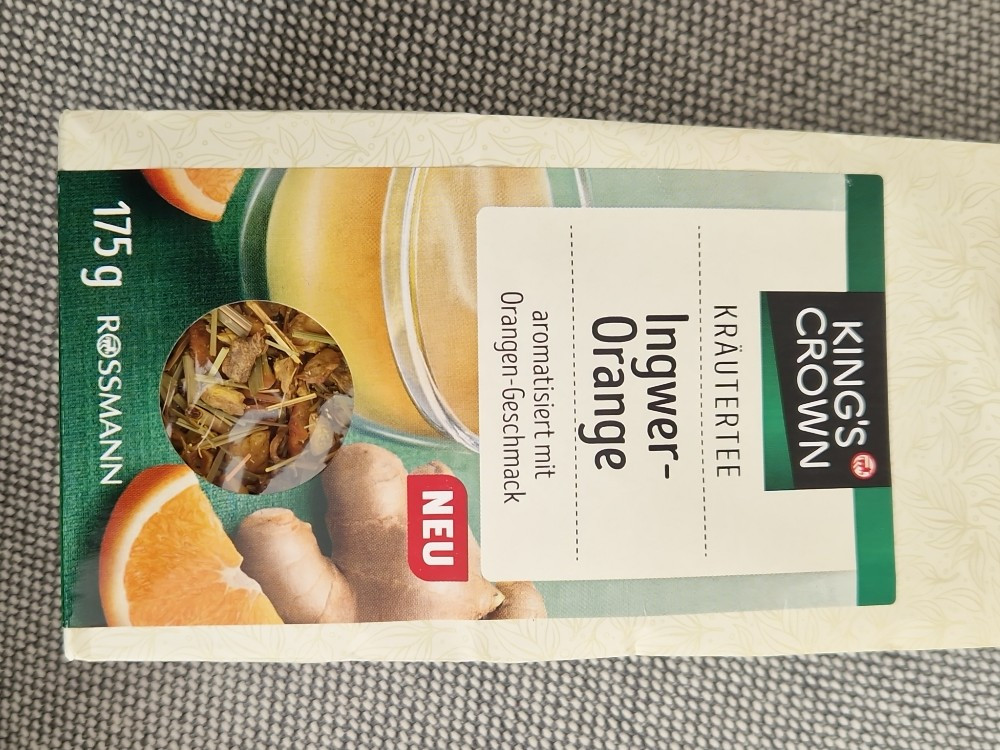 KING'S
CROWN
KRÄUTERTEE
Ingwer-
Orange
aromatisiert mit
Orangen-Geschmack
NEU
175 g ROSSMANN